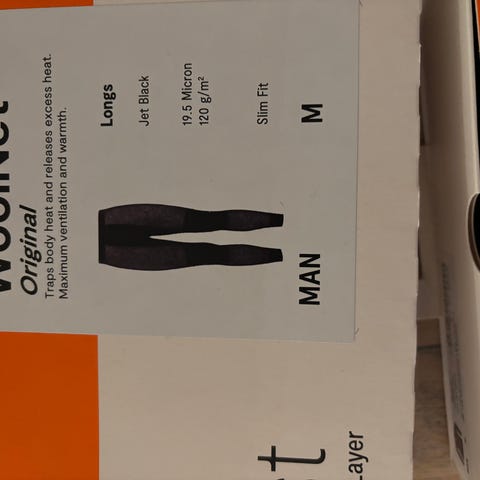 WoolNet
Original
Traps body heat and releases excess heat.
Maximum ventilation and warmth.
Longs
Jet Black
19.5 Micron
120 g/m²
Slim Fit
MAN
M
Layer